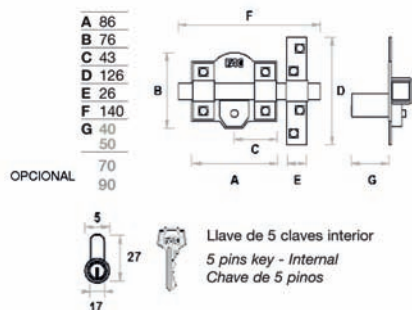 A 86
B 76
C 43
D 126
E 26
F 140
G 40
50
70
OPCIONAL
90
F
FAC
B
D
C
A
E
G
5
27
17
Llave de 5 claves interior
5 pins key - Internal
Chave de 5 pinos